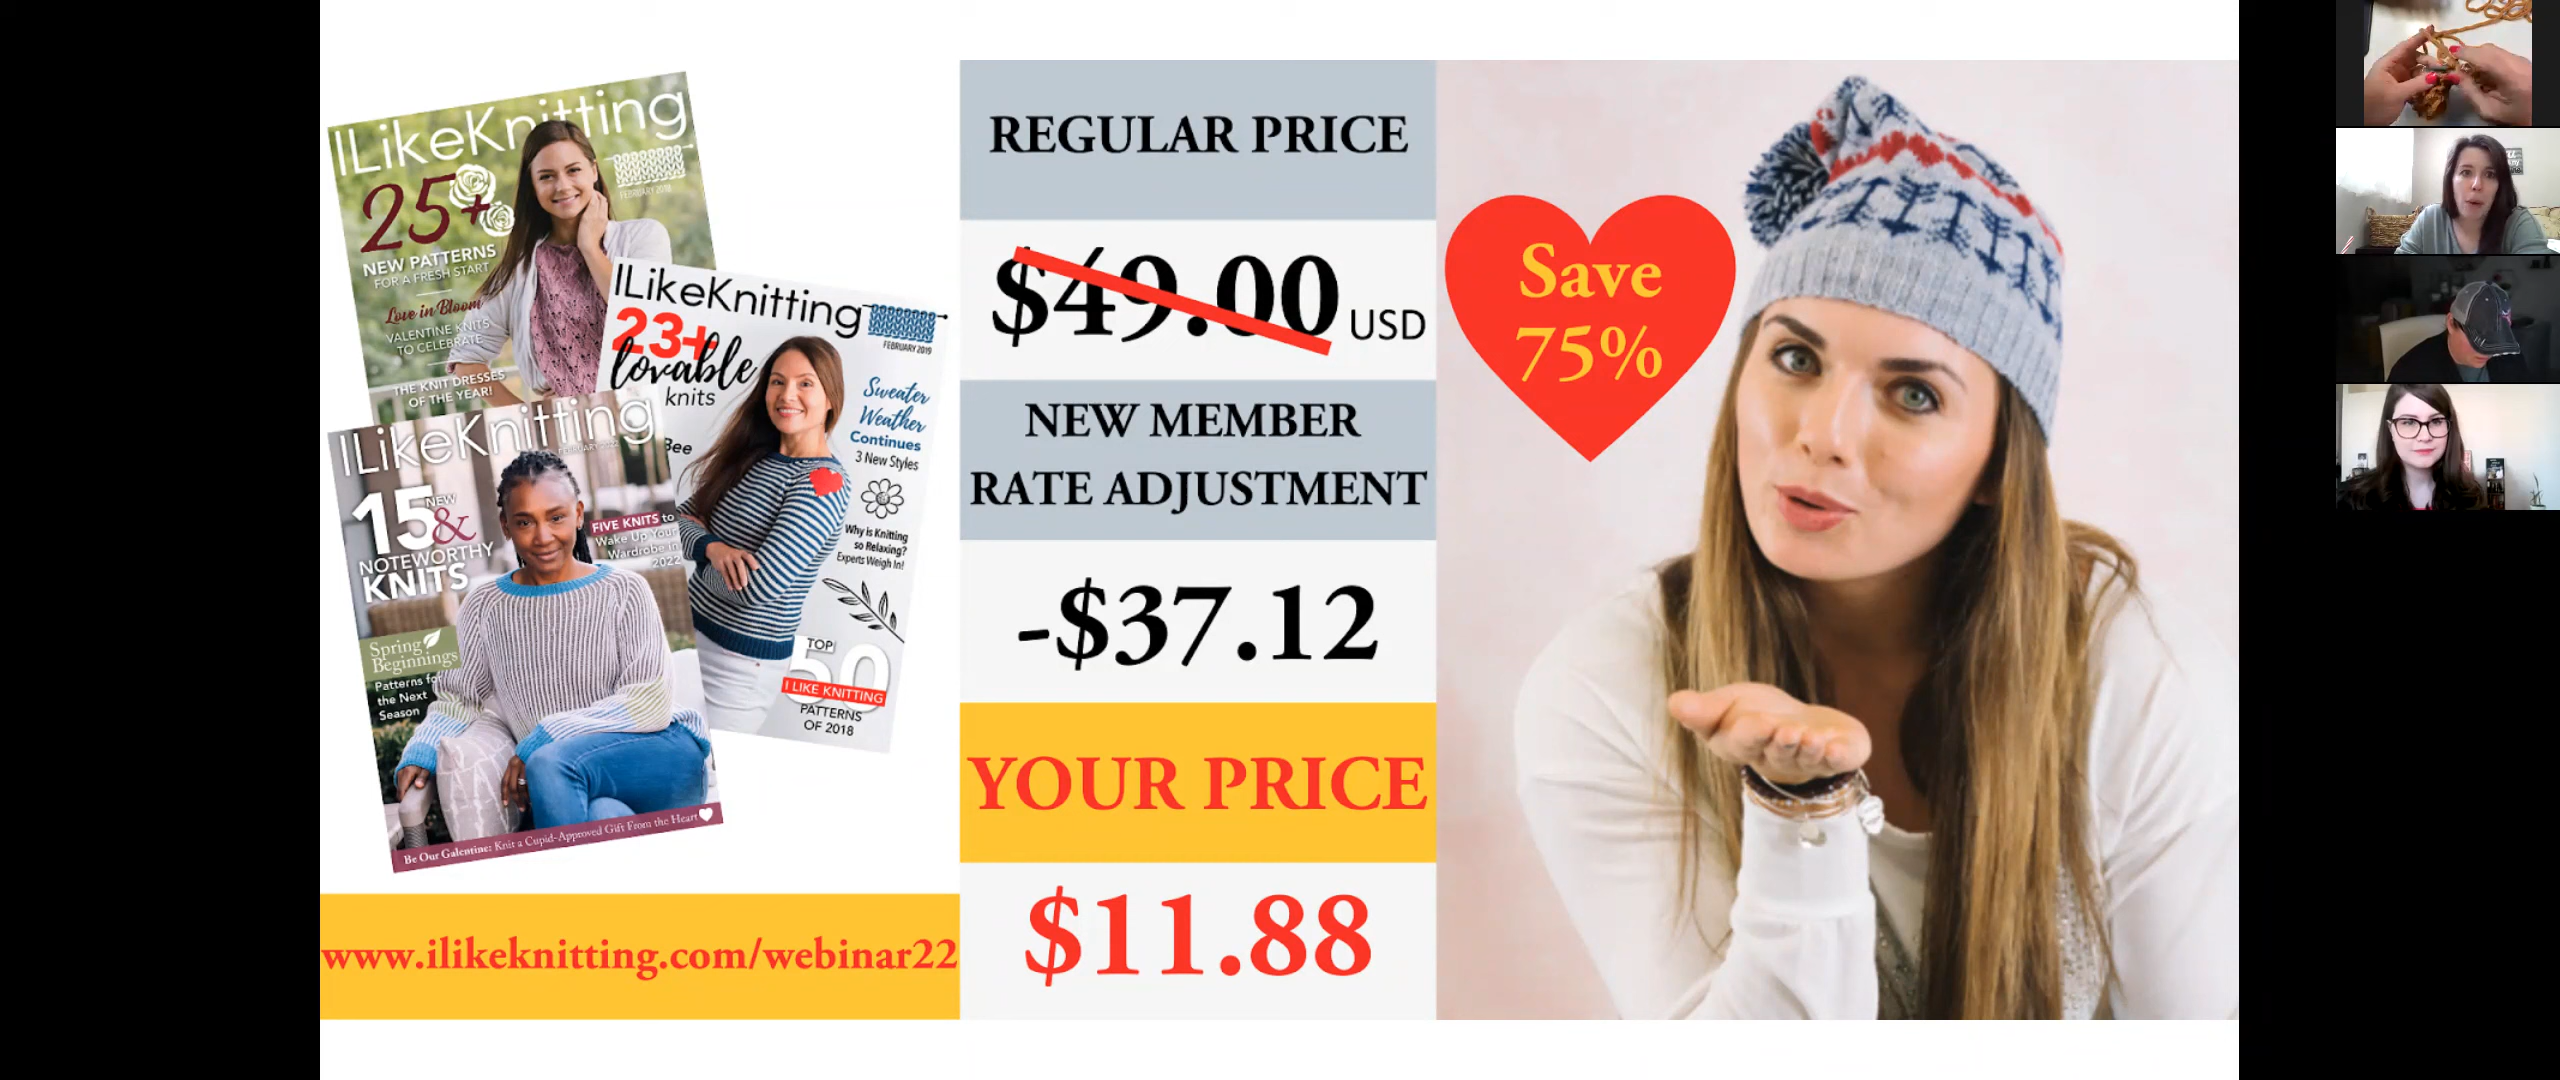 ILikeKnitting
FEBRUARY 2018
25+
NEW PATTERNS
FOR A FRESH START
Love in Bloom
VALENTINE KNITS
TO CELEBRATE
THE KNIT DRESSES
OF THE YEAR!
ILikeKnitting
FEBRUARY 2019
23+
lovable
knits
Bee
Sweater
Weather
Continues
3 New Styles
Why is Knitting
so Relaxing?
Experts Weigh In!
TOP
50
I LIKE KNITTING
PATTERNS
OF 2018
ILikeKnitting
15 NEW
&
NOTEWORTHY
KNITS
FIVE KNITS to
Wake Up Your
Wardrobe in
2022
Spring
Beginnings
Patterns for
the Next
Season
Be Our Galentine: Knit a Cupid-Approved Gift From the Heart
www.ilikeknitting.com/webinar22
REGULAR PRICE
$49.00 USD
NEW MEMBER
RATE ADJUSTMENT
-$37.12
YOUR PRICE
$11.88
Save
75%